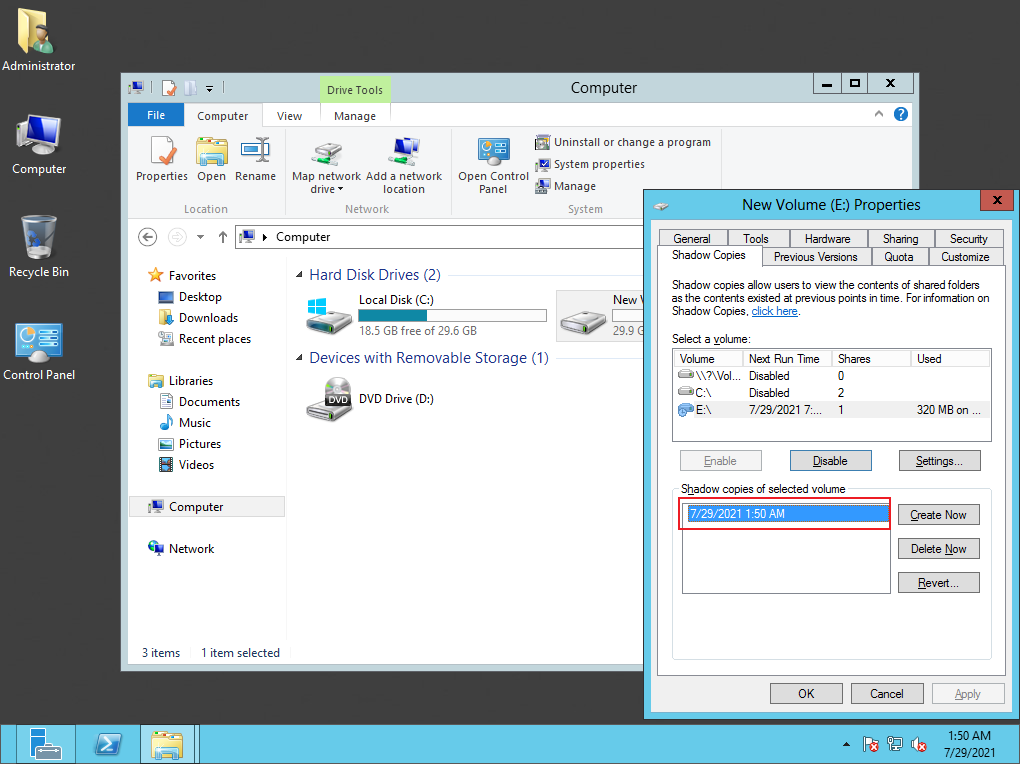 Administrator
Computer
Recycle Bin
Control Panel
Drive Tools
Computer
File
Computer
View
Manage
Properties
Open
Rename
Map network
drive
Add a network
location
Open Control
Panel
Uninstall or change a program
System properties
Manage
Location
Network
System
Computer
Favorites
Desktop
Downloads
Recent places
Libraries
Documents
Music
Pictures
Videos
Computer
Network
Hard Disk Drives (2)
Local Disk (C:)
18.5 GB free of 29.6 GB
New V
29.9 G
Devices with Removable Storage (1)
DVD
DVD Drive (D:)
3 items
1 item selected
New Volume (E:) Properties
General
Tools
Hardware
Sharing
Security
Shadow Copies
Previous Versions
Quota
Customize
Shadow copies allow users to view the contents of shared folders
as the contents existed at previous points in time. For information on
Shadow Copies, click here.
Select a volume:
Volume Next Run Time Shares Used
\\?\Vol... Disabled 0
C:\ Disabled 2
E:\ 7/29/2021 7:... 1 320 MB on ...
Enable
Disable
Settings...
Shadow copies of selected volume
7/29/2021 1:50 AM
Create Now
Delete Now
Revert...
OK
Cancel
Apply
1:50 AM
7/29/2021